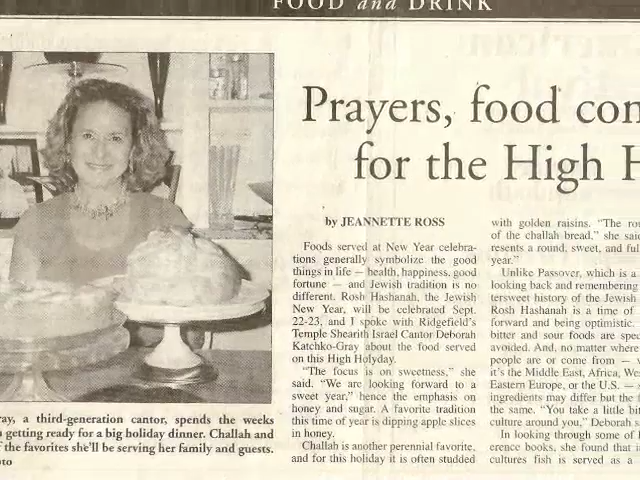 FOOD and DRINK
Prayers, food con
for the High H
by JEANNETTE ROSS
Foods served at New Year celebra-
tions generally symbolize the good
things in life — health, happiness, good
fortune — and Jewish tradition is no
different. Rosh Hashanah, the Jewish
New Year, will be celebrated Sept.
22-23, and I spoke with Ridgefield's
Temple Shearith Israel Cantor Deborah
Katchko-Gray about the food served
on this High Holyday.
"The focus is on sweetness," she
said. "We are looking forward to a
sweet year," hence the emphasis on
honey and sugar. A favorite tradition
this time of year is dipping apple slices
in honey.
Challah is another perennial favorite,
and for this holiday it is often studded
with golden raisins. "The rou
of the challah bread," she said
resents a round, sweet, and ful
year."
Unlike Passover, which is a
looking back and remembering
tersweet history of the Jewish
Rosh Hashanah is a time of
forward and being optimistic.
bitter and sour foods are spec
avoided. And, no matter where
people are or come from — w
it's the Middle East, Africa, Wes
Eastern Europe, or the U.S. —
ingredients may differ but the f
the same. "You take a little bit
culture around you," Deborah s
In looking through some of h
erence books, she found that i
cultures fish is served as a
ray, a third-generation cantor, spends the weeks
getting ready for a big holiday dinner. Challah and
f the favorites she'll be serving her family and guests.
oto